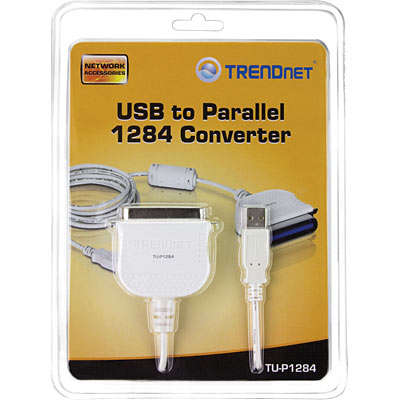 NETWORK
ACCESSORIES
TRENDNET
USB to Parallel
1284 Converter
TRENDNET
TU-P1284
TU-P1284